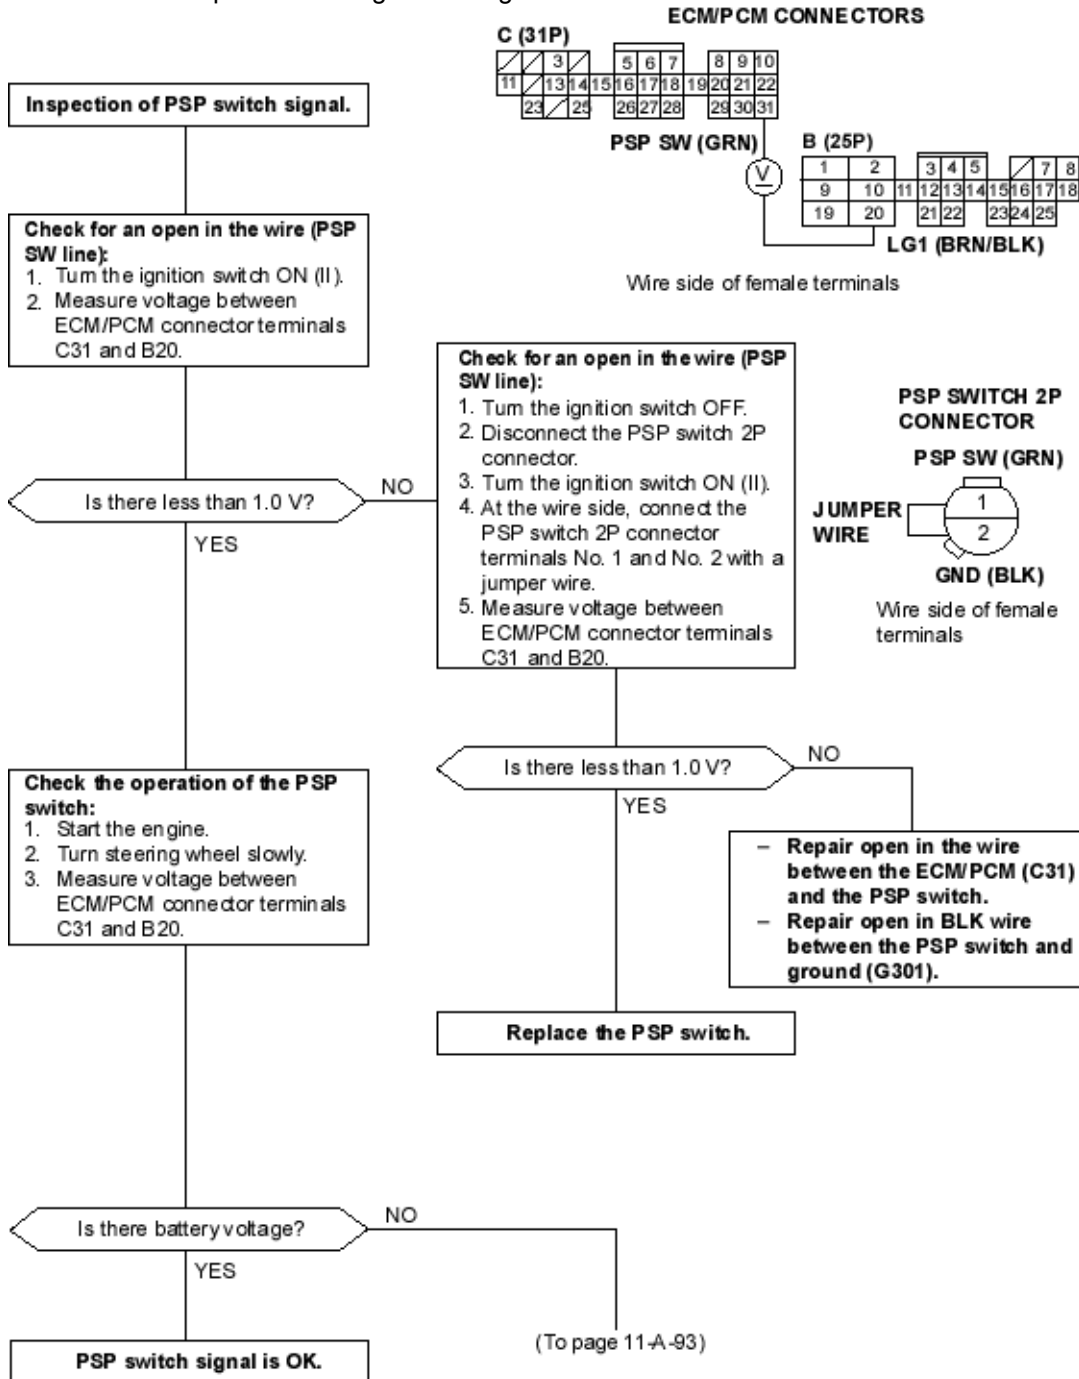 ECM/PCM CONNECTORS
C (31P)
3 5 6 7 8 9 10
11 13 14 15 16 17 18 19 20 21 22
23 25 26 27 28 29 30 31
PSP SW (GRN)
V
B (25P)
1 2 3 4 5 7 8
9 10 11 12 13 14 15 16 17 18
19 20 21 22 23 24 25
LG1 (BRN/BLK)
Wire side of female terminals
Inspection of PSP switch signal.
Check for an open in the wire (PSP
SW line):
1. Turn the ignition switch ON (II).
2. Measure voltage between
ECM/PCM connector terminals
C31 and B20.
Is there less than 1.0 V?
NO
YES
Check for an open in the wire (PSP
SW line):
1. Turn the ignition switch OFF.
2. Disconnect the PSP switch 2P
connector.
3. Turn the ignition switch ON (II).
4. At the wire side, connect the
PSP switch 2P connector
terminals No. 1 and No. 2 with a
jumper wire.
5. Measure voltage between
ECM/PCM connector terminals
C31 and B20.
PSP SWITCH 2P
CONNECTOR
PSP SW (GRN)
JUMPER
WIRE
1
2
GND (BLK)
Wire side of female
terminals
Is there less than 1.0 V?
NO
YES
– Repair open in the wire
between the ECM/PCM (C31)
and the PSP switch.
– Repair open in BLK wire
between the PSP switch and
ground (G301).
Replace the PSP switch.
Check the operation of the PSP
switch:
1. Start the engine.
2. Turn steering wheel slowly.
3. Measure voltage between
ECM/PCM connector terminals
C31 and B20.
Is there battery voltage?
NO
YES
(To page 11-A-93)
PSP switch signal is OK.